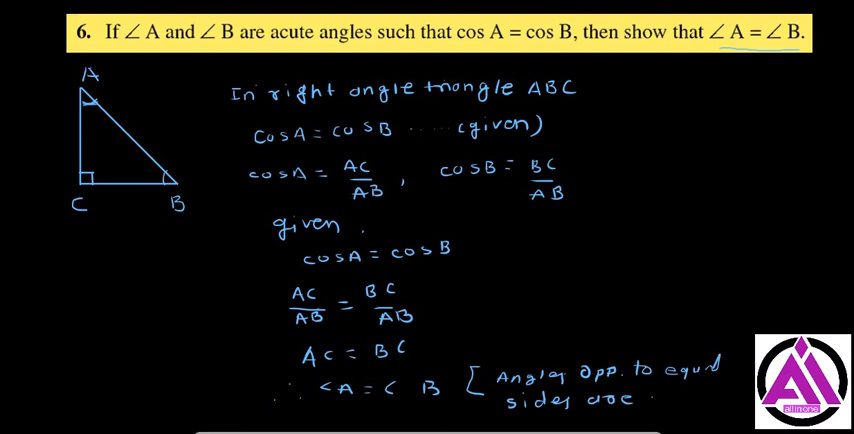 6. If ∠ A and ∠ B are acute angles such that cos A = cos B, then show that ∠ A = ∠ B.
A
C B
In right angle triangle ABC
cos A = cos B ...... (given)
cos A = AC/AB , cos B = BC/AB
given .
cos A = cos B
AC/AB = BC/AB
AC = BC
∴ <A = < B [ Angles opp. to equal
sides are .
allinone